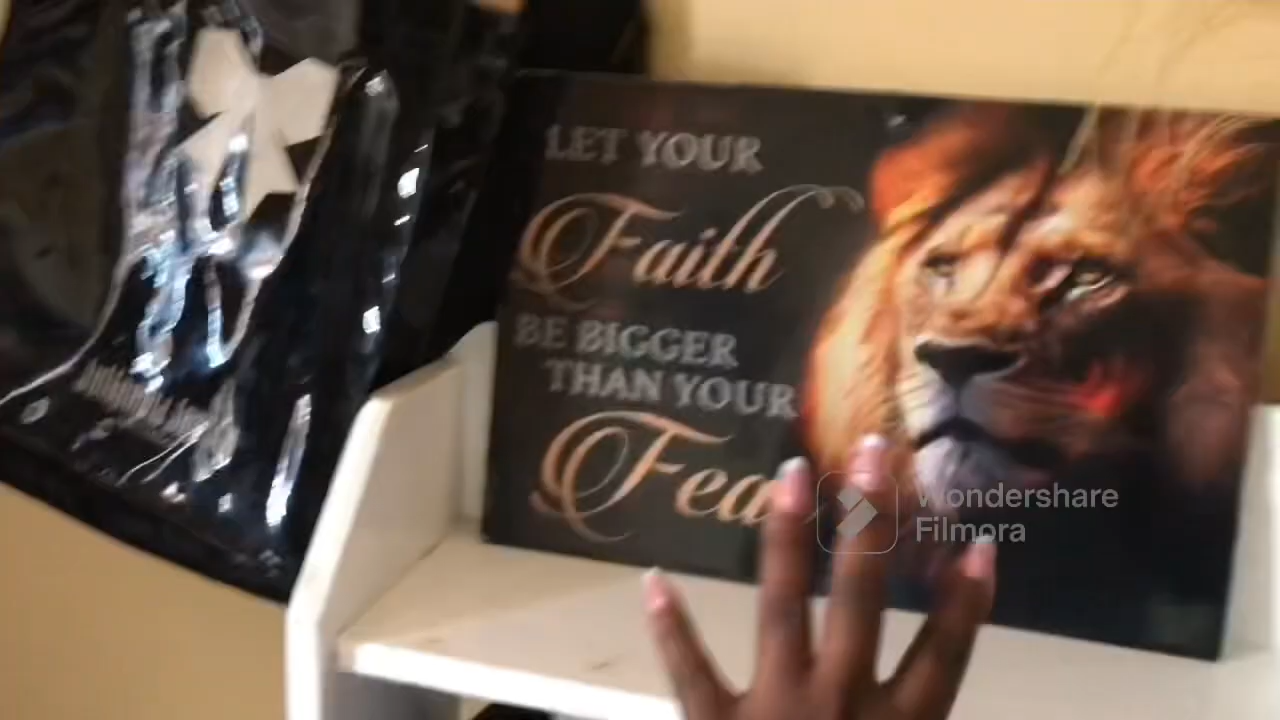 LET YOUR
Faith
BE BIGGER
THAN YOUR
Fea
Wondershare
Filmora